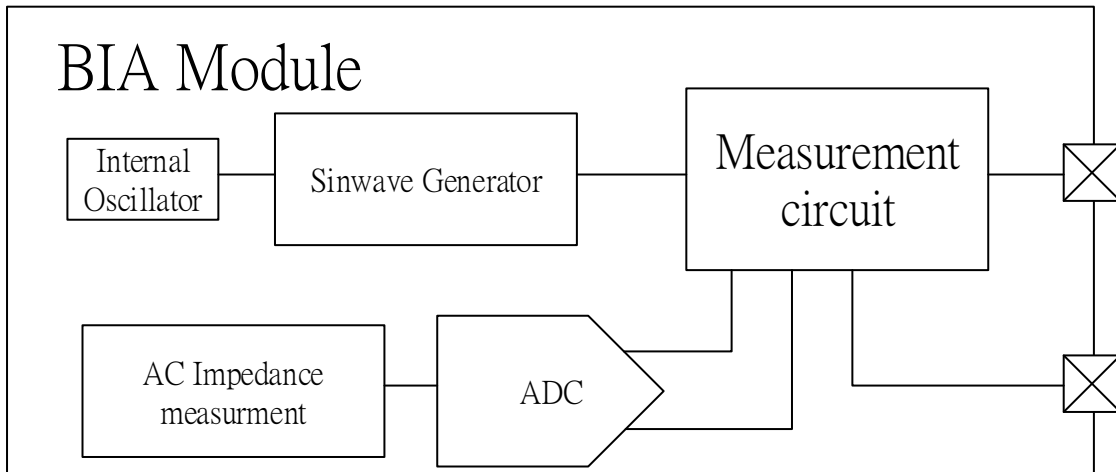 BIA Module
Internal
Oscillator
Sinwave Generator
Measurement
circuit
AC Impedance
measurment
ADC